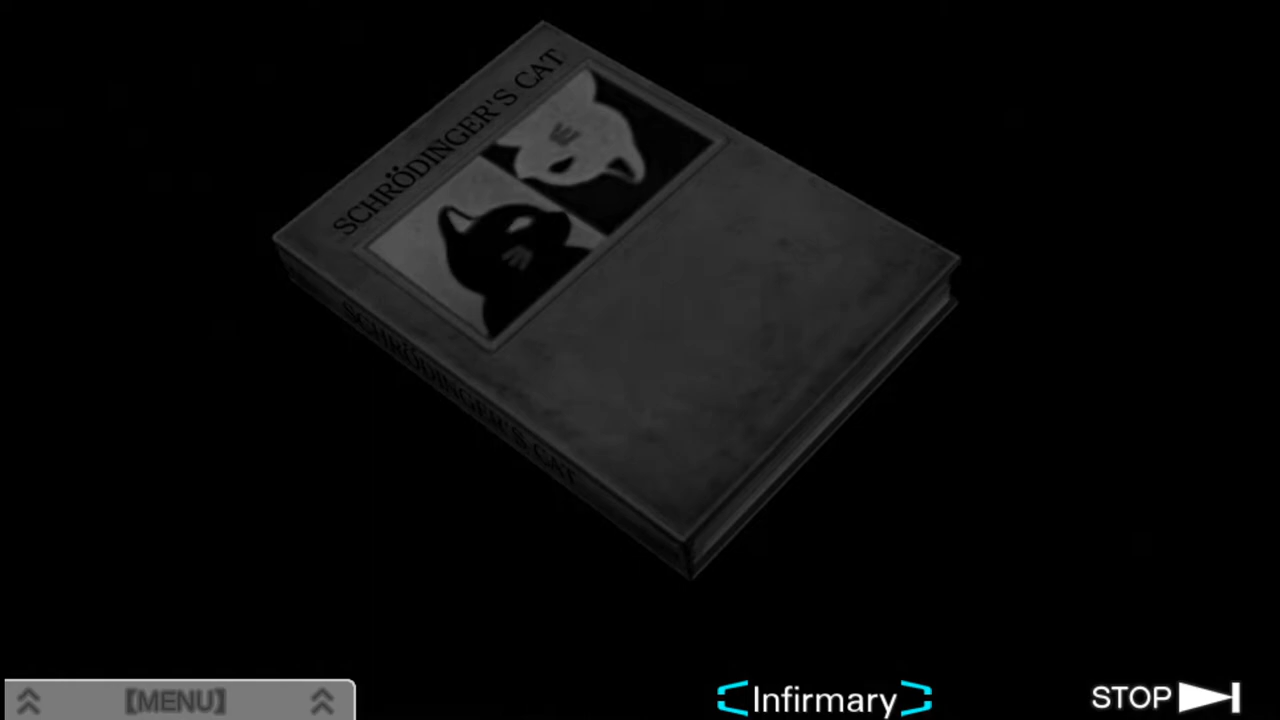 SCHRÖDINGER'S CAT
SCHRÖDINGER'S CAT
【MENU】
Infirmary
STOP